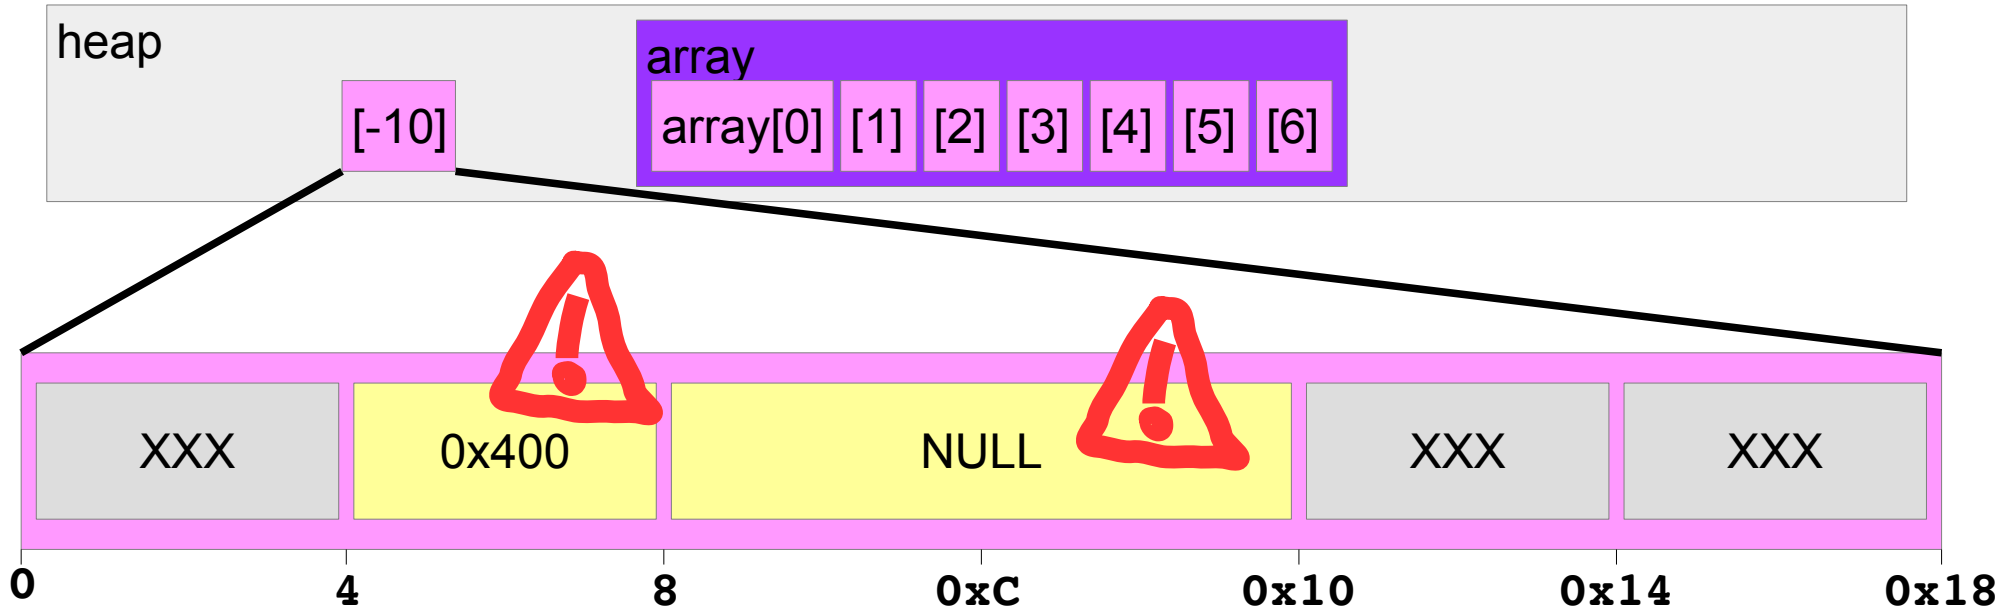 heap
array
[-10]
array[0] [1] [2] [3] [4] [5] [6]
!
!
XXX 0x400 NULL XXX XXX
0 4 8 0xC 0x10 0x14 0x18